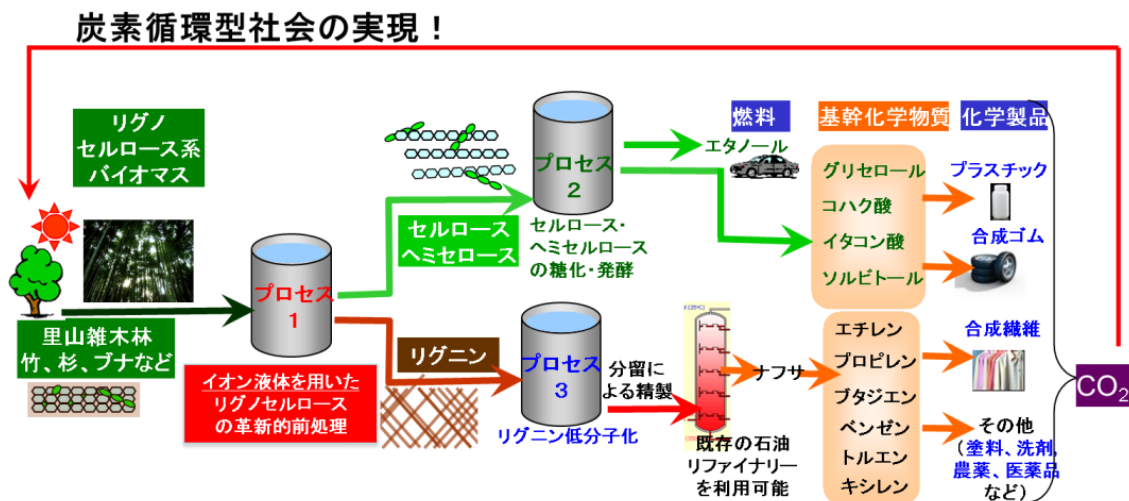 炭素循環型社会の実現！
リグノ
セルロース系
バイオマス
里山雑木林
竹、杉、ブナなど
プロセス
1
イオン液体を用いた
リグノセルロース
の革新的前処理
セルロース
ヘミセロース
プロセス
2
セルロース・
ヘミセルロース
の糖化・発酵
リグニン
プロセス
3
リグニン低分子化
分留に
よる精製
既存の石油
リファイナリー
を利用可能
ナフサ
燃料
エタノール
基幹化学物質
グリセロール
コハク酸
イタコン酸
ソルビトール
エチレン
プロピレン
ブタジエン
ベンゼン
トルエン
キシレン
化学製品
プラスチック
合成ゴム
合成繊維
その他
（塗料、洗剤,
農薬、医薬品
など）
CO₂